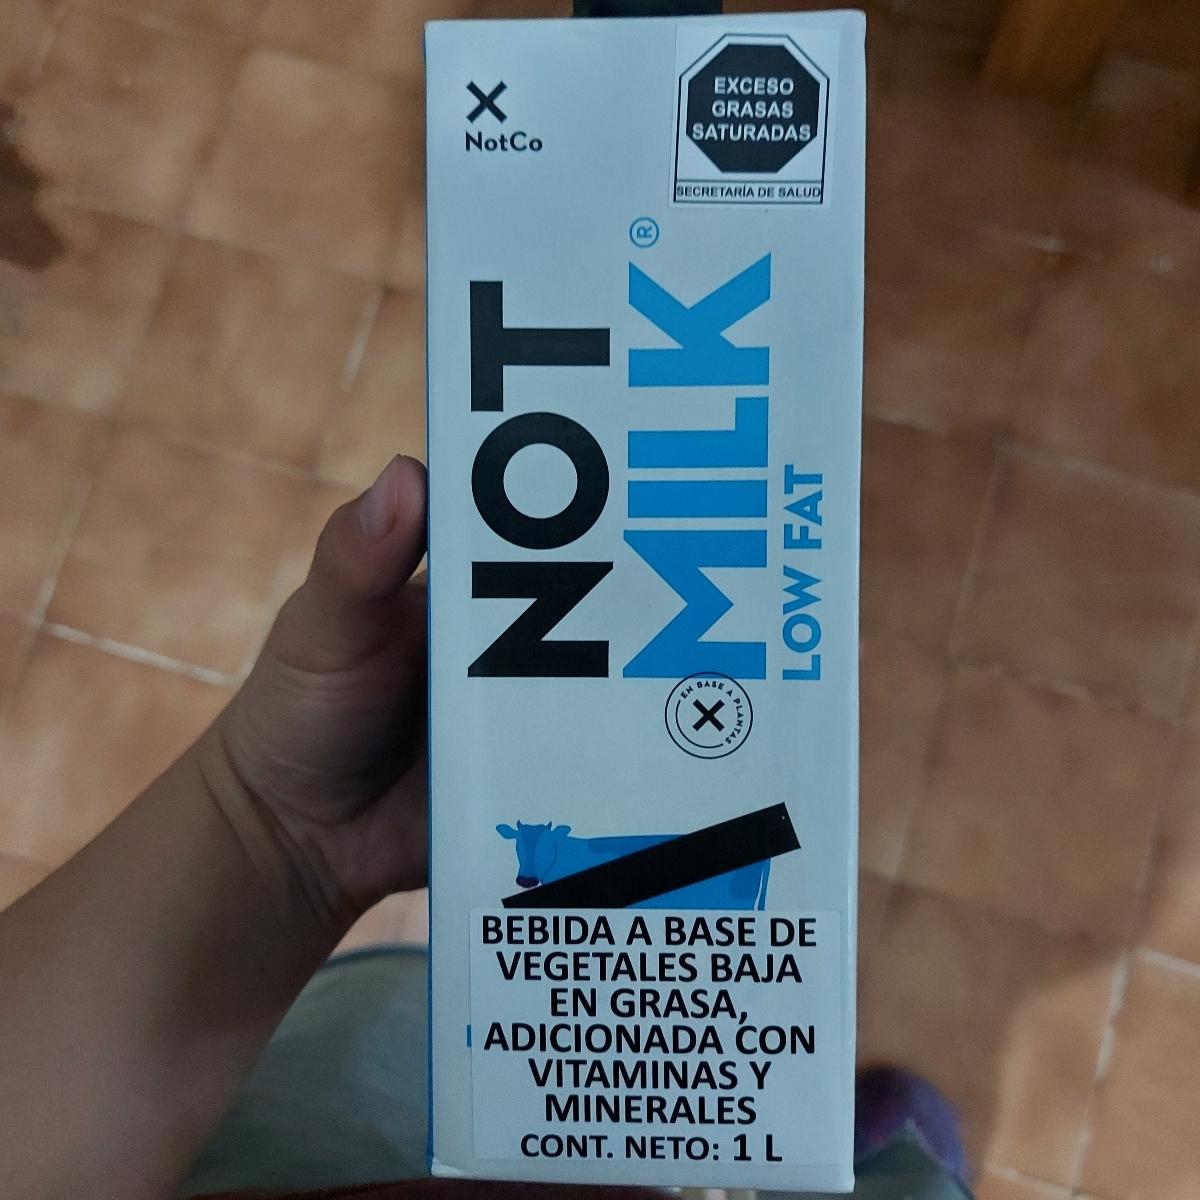 NotCo
EXCESO
GRASAS
SATURADAS
SECRETARÍA DE SALUD
NOT
MILK®
LOW FAT
EN BASE A PLANTAS
BEBIDA A BASE DE
VEGETALES BAJA
EN GRASA,
ADICIONADA CON
VITAMINAS Y
MINERALES
CONT. NETO: 1 L